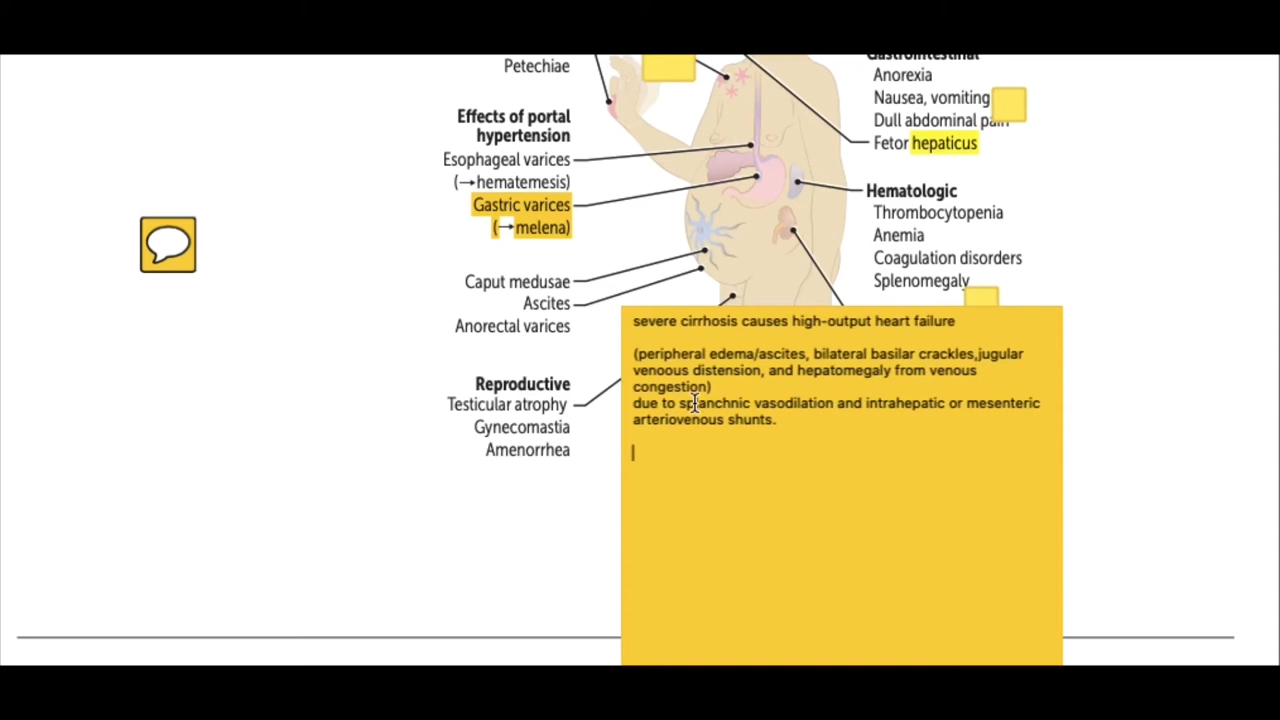 Petechiae
Effects of portal
hypertension
Esophageal varices
(→hematemesis)
Gastric varices
(→melena)
Caput medusae
Ascites
Anorectal varices
Reproductive
Testicular atrophy
Gynecomastia
Amenorrhea
Gastrointestinal
Anorexia
Nausea, vomiting
Dull abdominal pain
Fetor hepaticus
Hematologic
Thrombocytopenia
Anemia
Coagulation disorders
Splenomegaly
severe cirrhosis causes high-output heart failure
(peripheral edema/ascites, bilateral basilar crackles,jugular
venoous distension, and hepatomegaly from venous
congestion)
due to splanchnic vasodilation and intrahepatic or mesenteric
arteriovenous shunts.